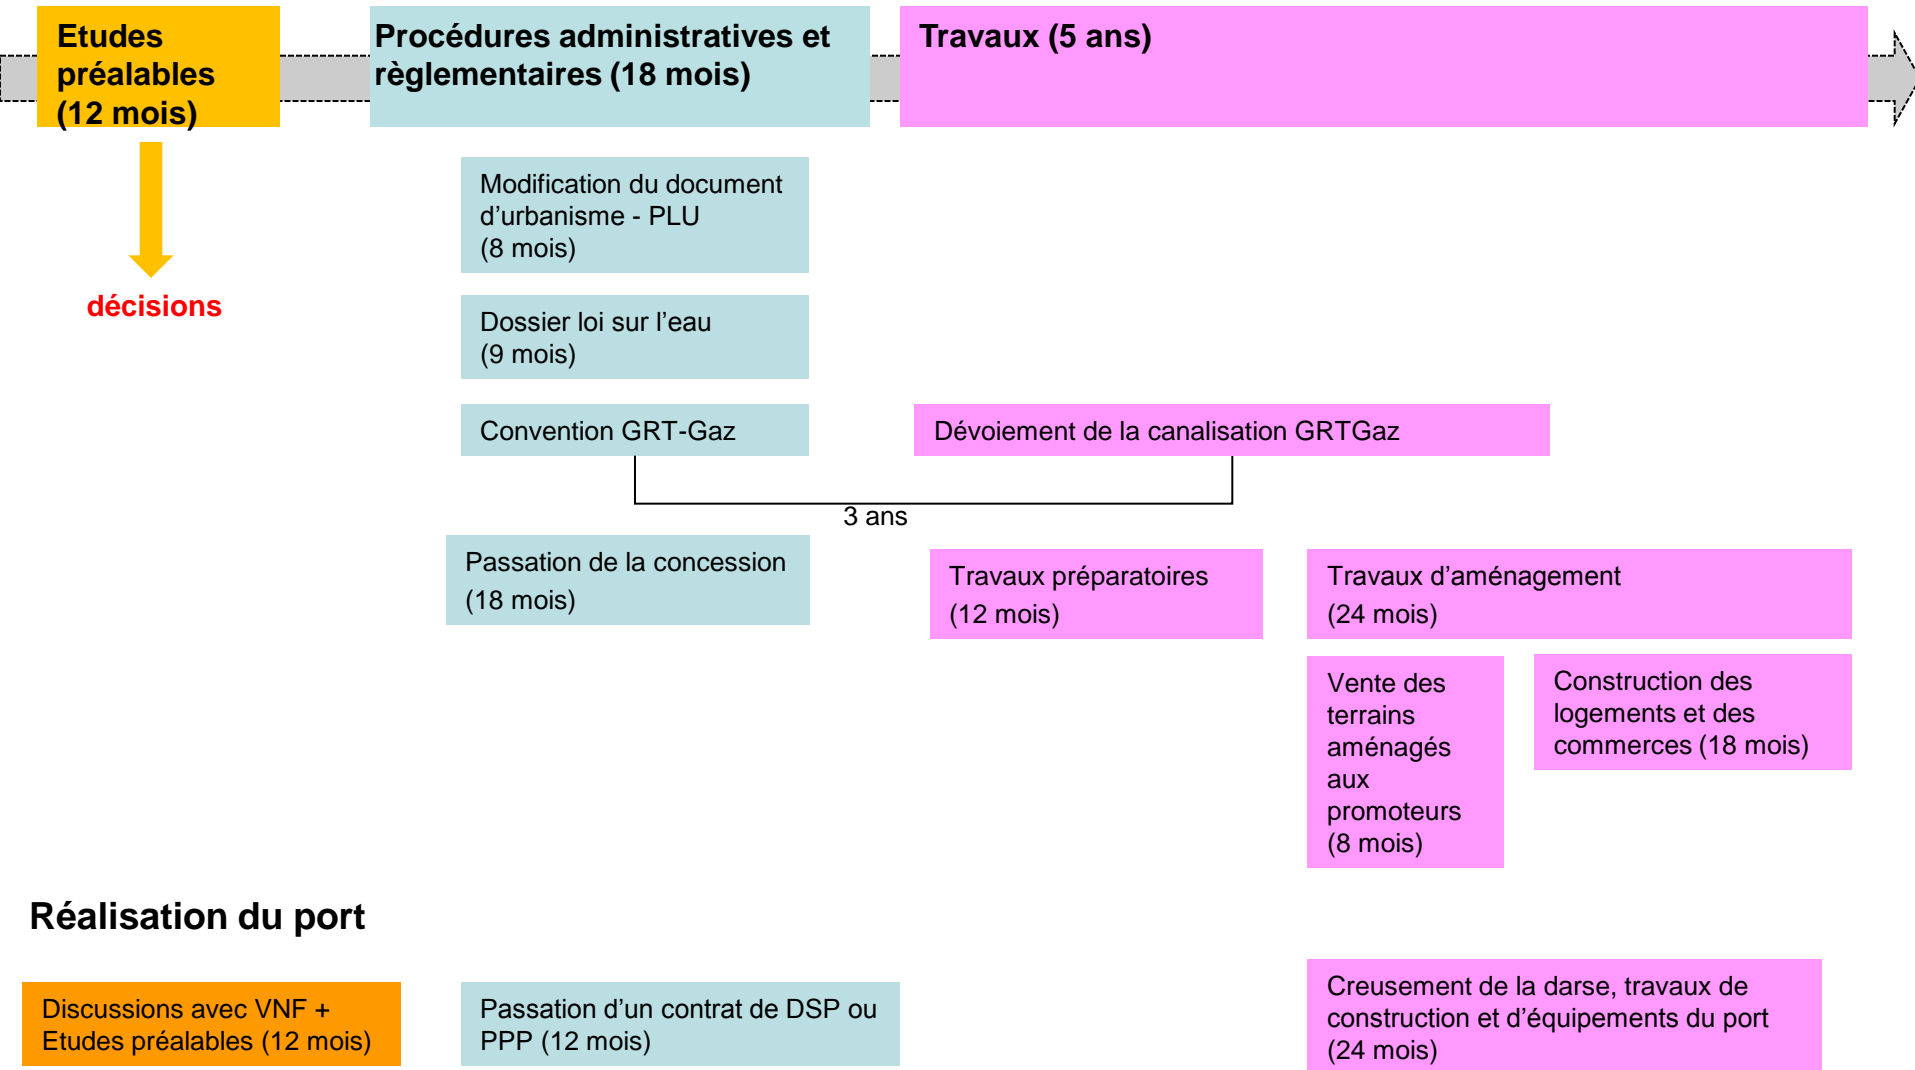 Etudes
préalables
(12 mois)
Procédures administratives et
règlementaires (18 mois)
Travaux (5 ans)
décisions
Modification du document
d’urbanisme - PLU
(8 mois)
Dossier loi sur l’eau
(9 mois)
Convention GRT-Gaz
Dévoiement de la canalisation GRTGaz
3 ans
Passation de la concession
(18 mois)
Travaux préparatoires
(12 mois)
Travaux d’aménagement
(24 mois)
Vente des
terrains
aménagés
aux
promoteurs
(8 mois)
Construction des
logements et des
commerces (18 mois)
Réalisation du port
Discussions avec VNF +
Etudes préalables (12 mois)
Passation d’un contrat de DSP ou
PPP (12 mois)
Creusement de la darse, travaux de
construction et d’équipements du port
(24 mois)